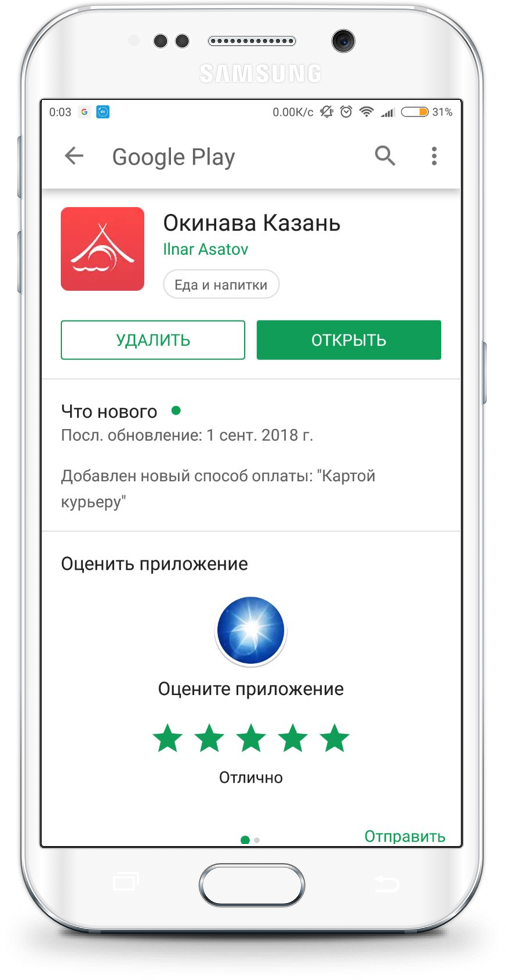 SAMSUNG
0:03 0.00K/c 31%
Google Play
Окинава Казань
Ilnar Asatov
Еда и напитки
УДАЛИТЬ ОТКРЫТЬ
Что нового
Посл. обновление: 1 сент. 2018 г.
Добавлен новый способ оплаты: "Картой
курьеру"
Оценить приложение
Оцените приложение
Отлично
Отправить